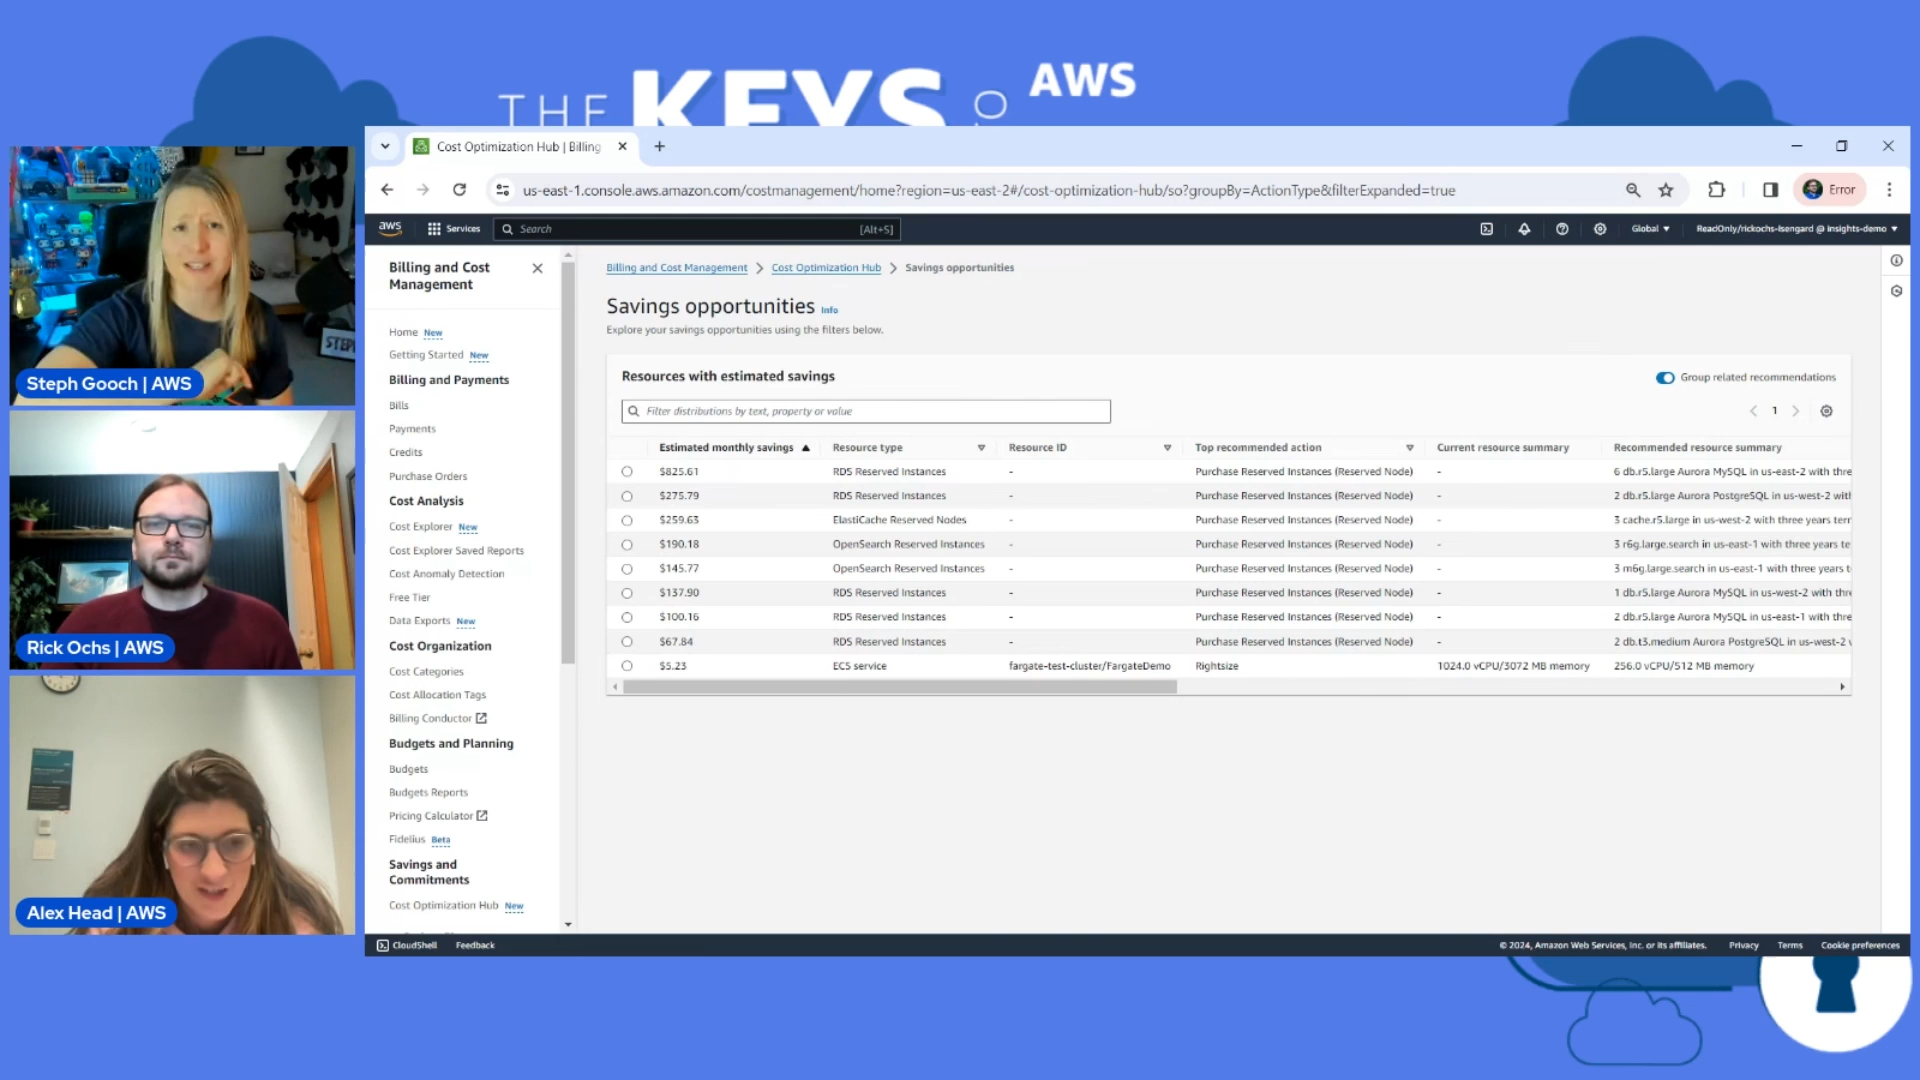 THE KEYS TO AWS
Cost Optimization Hub | Billing
us-east-1.console.aws.amazon.com/costmanagement/home?region=us-east-2#/cost-optimization-hub/so?groupBy=ActionType&filterExpanded=true
Error
aws
Services
Search
[Alt+S]
Global
ReadOnly/rickochs-Isengard @ insights-demo
Steph Gooch | AWS
Rick Ochs | AWS
Alex Head | AWS
STEP
Billing and Cost
Management
Home New
Getting Started New
Billing and Payments
Bills
Payments
Credits
Purchase Orders
Cost Analysis
Cost Explorer New
Cost Explorer Saved Reports
Cost Anomaly Detection
Free Tier
Data Exports New
Cost Organization
Cost Categories
Cost Allocation Tags
Billing Conductor
Budgets and Planning
Budgets
Budgets Reports
Pricing Calculator
Fidelius Beta
Savings and
Commitments
Cost Optimization Hub New
Billing and Cost Management > Cost Optimization Hub > Savings opportunities
Savings opportunities Info
Explore your savings opportunities using the filters below.
Resources with estimated savings
Group related recommendations
Filter distributions by text, property or value
1
Estimated monthly savings Resource type Resource ID Top recommended action Current resource summary Recommended resource summary
$825.61 RDS Reserved Instances - Purchase Reserved Instances (Reserved Node) - 6 db.r5.large Aurora MySQL in us-east-2 with thre
$275.79 RDS Reserved Instances - Purchase Reserved Instances (Reserved Node) - 2 db.r5.large Aurora PostgreSQL in us-west-2 with
$259.63 ElastiCache Reserved Nodes - Purchase Reserved Instances (Reserved Node) - 3 cache.r5.large in us-west-2 with three years terr
$190.18 OpenSearch Reserved Instances - Purchase Reserved Instances (Reserved Node) - 3 r6g.large.search in us-east-1 with three years te
$145.77 OpenSearch Reserved Instances - Purchase Reserved Instances (Reserved Node) - 3 m6g.large.search in us-east-1 with three years t
$137.90 RDS Reserved Instances - Purchase Reserved Instances (Reserved Node) - 1 db.r5.large Aurora MySQL in us-west-2 with thre
$100.16 RDS Reserved Instances - Purchase Reserved Instances (Reserved Node) - 2 db.r5.large Aurora MySQL in us-east-1 with thre
$67.84 RDS Reserved Instances - Purchase Reserved Instances (Reserved Node) - 2 db.t3.medium Aurora PostgreSQL in us-west-2 v
$5.23 ECS service fargate-test-cluster/FargateDemo Rightsize 1024.0 vCPU/3072 MB memory 256.0 vCPU/512 MB memory
CloudShell Feedback
© 2024, Amazon Web Services, Inc. or its affiliates. Privacy Terms Cookie preferences